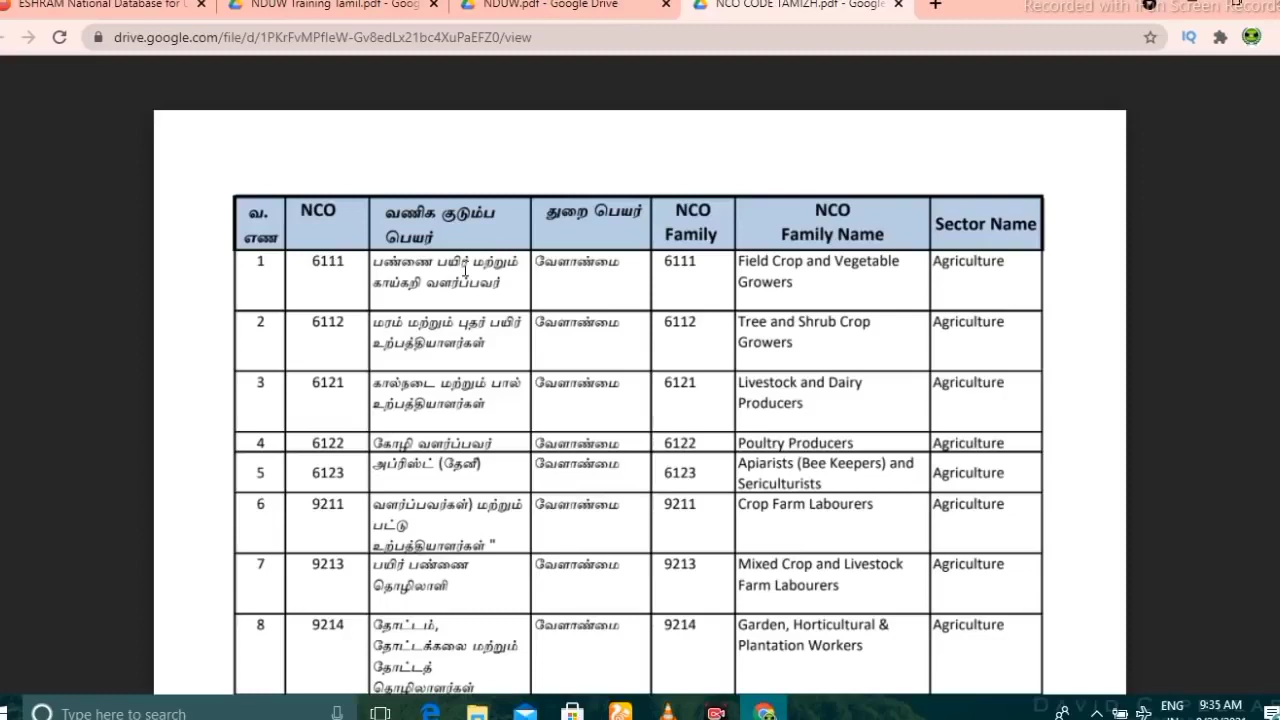 ESHRAM National Database for
NDUW Training Tamil.pdf - Goog
NDUW.pdf - Google Drive
NCO CODE TAMIZH.pdf - Google
Recorded with Screen Record
drive.google.com/file/d/1PKrFvMPfIeW-Gv8edLx21bc4XuPaEFZ0/view
வ. எண NCO வணிக குடும்ப பெயர் துறை பெயர் NCO Family NCO Family Name Sector Name
1 6111 பண்ணை பயிர் மற்றும் வேளாண்மை 6111 Field Crop and Vegetable Agriculture
காய்கறி வளர்ப்பவர் Growers
2 6112 மரம் மற்றும் புதர் பயிர் வேளாண்மை 6112 Tree and Shrub Crop Agriculture
உற்பத்தியாளர்கள் Growers
3 6121 கால்நடை மற்றும் பால் வேளாண்மை 6121 Livestock and Dairy Agriculture
உற்பத்தியாளர்கள் Producers
4 6122 கோழி வளர்ப்பவர் வேளாண்மை 6122 Poultry Producers Agriculture
5 6123 அப்ரிஸ்ட் (தேனீ) வேளாண்மை 6123 Apiarists (Bee Keepers) and Agriculture
Sericulturists
6 9211 வளர்ப்பவர்கள்) மற்றும் வேளாண்மை 9211 Crop Farm Labourers Agriculture
பட்டு
உற்பத்தியாளர்கள் "
7 9213 பயிர் பண்ணை வேளாண்மை 9213 Mixed Crop and Livestock Agriculture
தொழிலாளி Farm Labourers
8 9214 தோட்டம், வேளாண்மை 9214 Garden, Horticultural & Agriculture
தோட்டக்கலை மற்றும் Plantation Workers
தோட்டத்
தொழிலாளர்கள்
Type here to search
ENG 9:35 AM